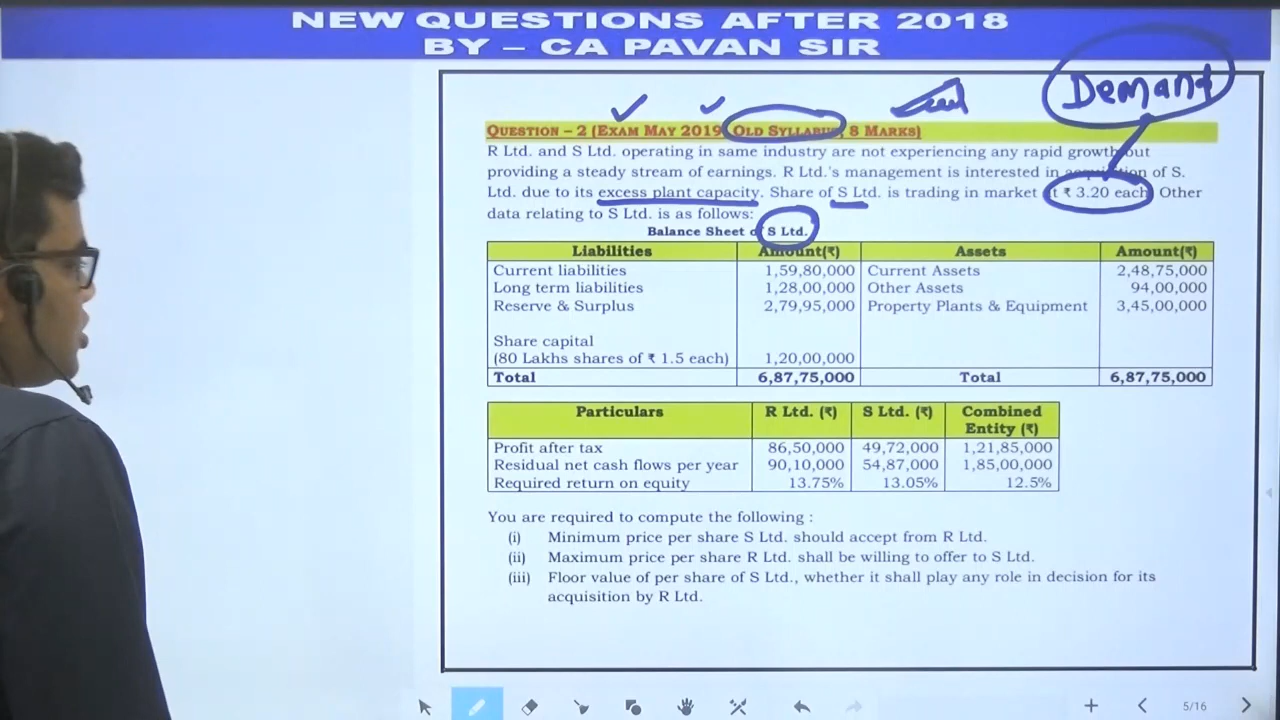 NEW QUESTIONS AFTER 2018
BY – CA PAVAN SIR
Demand
QUESTION – 2 (EXAM MAY 2019 OLD SYLLABUS, 8 MARKS)
R Ltd. and S Ltd. operating in same industry are not experiencing any rapid growth but
providing a steady stream of earnings. R Ltd.'s management is interested in acquisition of S.
Ltd. due to its excess plant capacity. Share of S Ltd. is trading in market at ₹ 3.20 each. Other
data relating to S Ltd. is as follows:
Balance Sheet of S Ltd.
Liabilities Amount(₹) Assets Amount(₹)
Current liabilities 1,59,80,000 Current Assets 2,48,75,000
Long term liabilities 1,28,00,000 Other Assets 94,00,000
Reserve & Surplus 2,79,95,000 Property Plants & Equipment 3,45,00,000
Share capital
(80 Lakhs shares of ₹ 1.5 each) 1,20,00,000
Total 6,87,75,000 Total 6,87,75,000
Particulars R Ltd. (₹) S Ltd. (₹) Combined
Entity (₹)
Profit after tax 86,50,000 49,72,000 1,21,85,000
Residual net cash flows per year 90,10,000 54,87,000 1,85,00,000
Required return on equity 13.75% 13.05% 12.5%
You are required to compute the following :
(i) Minimum price per share S Ltd. should accept from R Ltd.
(ii) Maximum price per share R Ltd. shall be willing to offer to S Ltd.
(iii) Floor value of per share of S Ltd., whether it shall play any role in decision for its
acquisition by R Ltd.
5/16